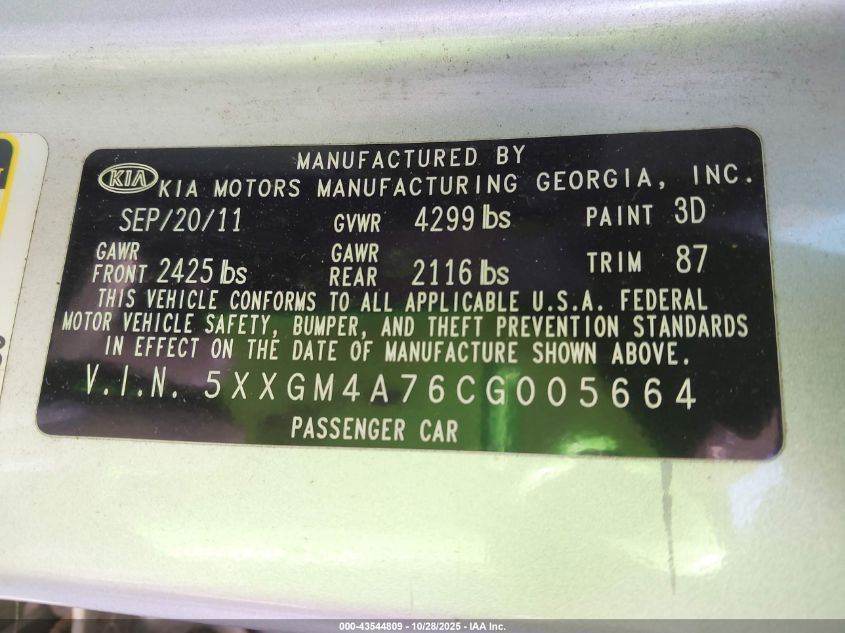 MANUFACTURED BY
KIA KIA MOTORS MANUFACTURING GEORGIA, INC.
SEP/20/11 GVWR 4299 lbs PAINT 3D
GAWR FRONT 2425 lbs GAWR REAR 2116 lbs TRIM 87
THIS VEHICLE CONFORMS TO ALL APPLICABLE U.S.A. FEDERAL
MOTOR VEHICLE SAFETY, BUMPER, AND THEFT PREVENTION STANDARDS
IN EFFECT ON THE DATE OF MANUFACTURE SHOWN ABOVE.
V.I.N. 5XXGM4A76CG005664
PASSENGER CAR
000-43544809 | 10/28/2025 - IAA Inc.